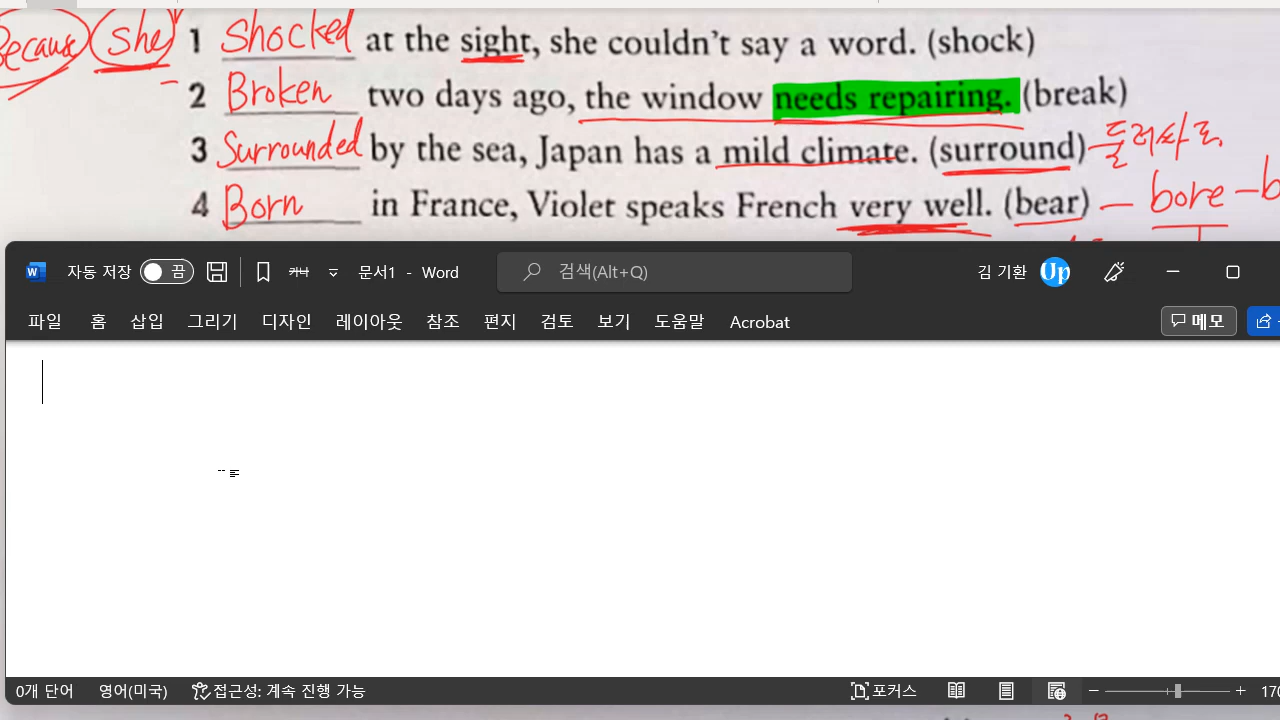 Because she 1 Shocked at the sight, she couldn't say a word. (shock)
2 Broken two days ago, the window needs repairing. (break)
3 Surrounded by the sea, Japan has a mild climate. (surround) - 둘러싸다
4 Born in France, Violet speaks French very well. (bear) - bore - b
자동 저장 끔 가나 문서1 - Word 검색(Alt+Q) 김 기환 Up
파일 홈 삽입 그리기 디자인 레이아웃 참조 편지 검토 보기 도움말 Acrobat 메모
0개 단어 영어(미국) 접근성: 계속 진행 가능 포커스 170